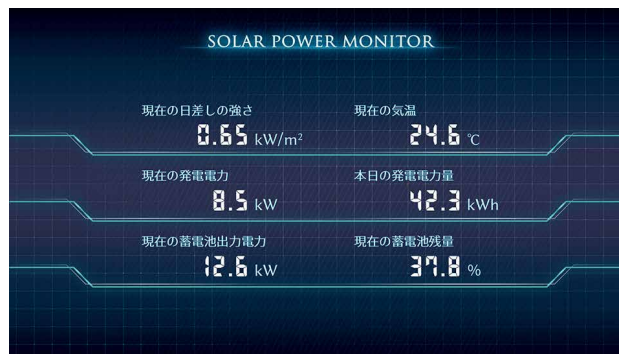 SOLAR POWER MONITOR
現在の日差しの強さ
0.65 kW/m²
現在の気温
24.6 ℃
現在の発電電力
8.5 kW
本日の発電電力量
42.3 kWh
現在の蓄電池出力電力
12.6 kW
現在の蓄電池残量
37.8 %